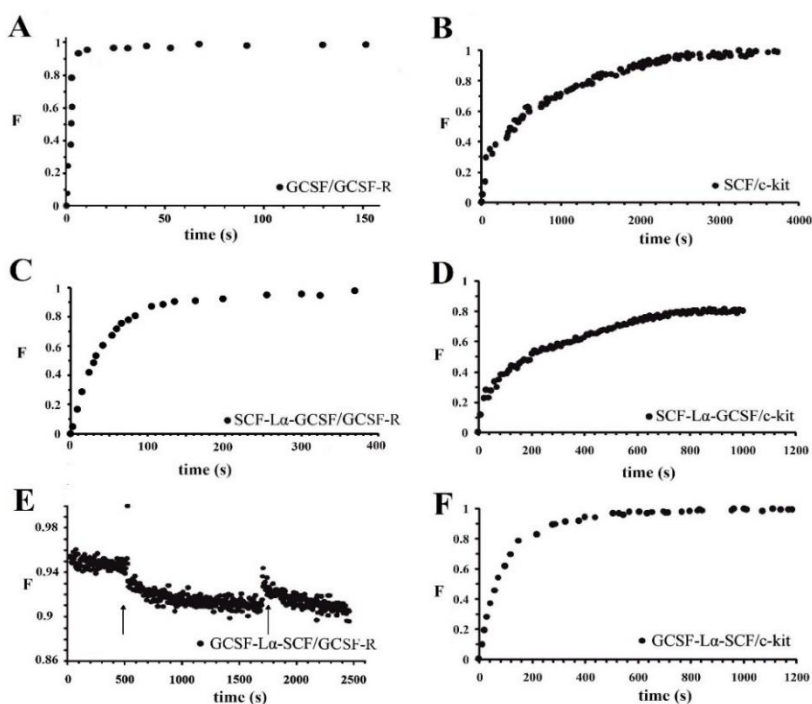 A
1
0.8
0.6
F
0.4
0.2
0
0 50 100 150
time (s)
GCSF/GCSF-R
B
1
0.8
0.6
F
0.4
0.2
0
0 1000 2000 3000 4000
time (s)
SCF/c-kit
C
1
0.8
0.6
F
0.4
0.2
0
0 100 200 300 400
time (s)
SCF-Lα-GCSF/GCSF-R
D
1
0.8
0.6
F
0.4
0.2
0
0 200 400 600 800 1000 1200
time (s)
SCF-Lα-GCSF/c-kit
E
0.98
0.94
F
0.9
0.86
0 500 1000 1500 2000 2500
time (s)
GCSF-Lα-SCF/GCSF-R
F
1
0.8
0.6
F
0.4
0.2
0
0 200 400 600 800 1000 1200
time (s)
GCSF-Lα-SCF/c-kit